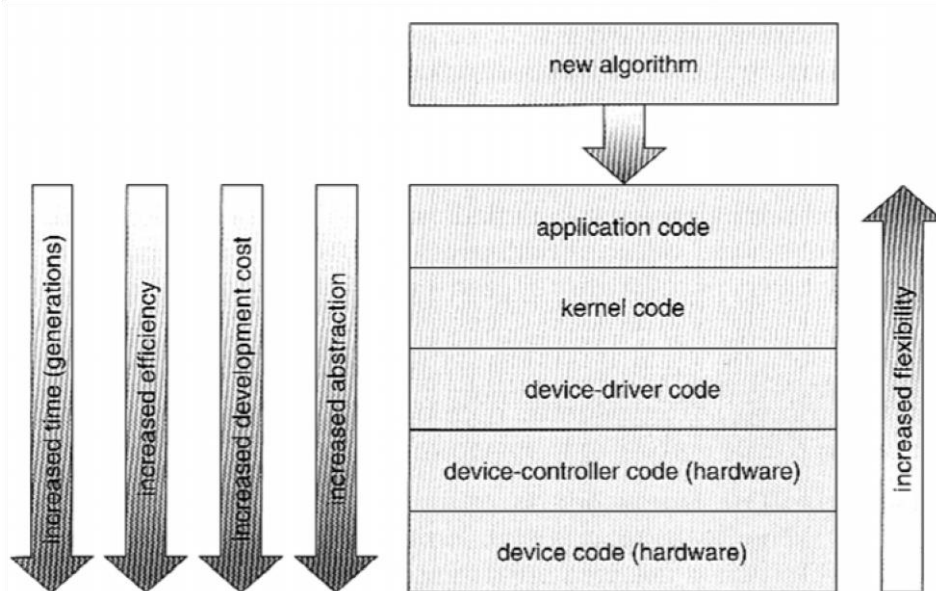 new algorithm
application code
kernel code
device-driver code
device-controller code (hardware)
device code (hardware)
increased time (generations)
increased efficiency
increased development cost
increased abstraction
increased flexibility